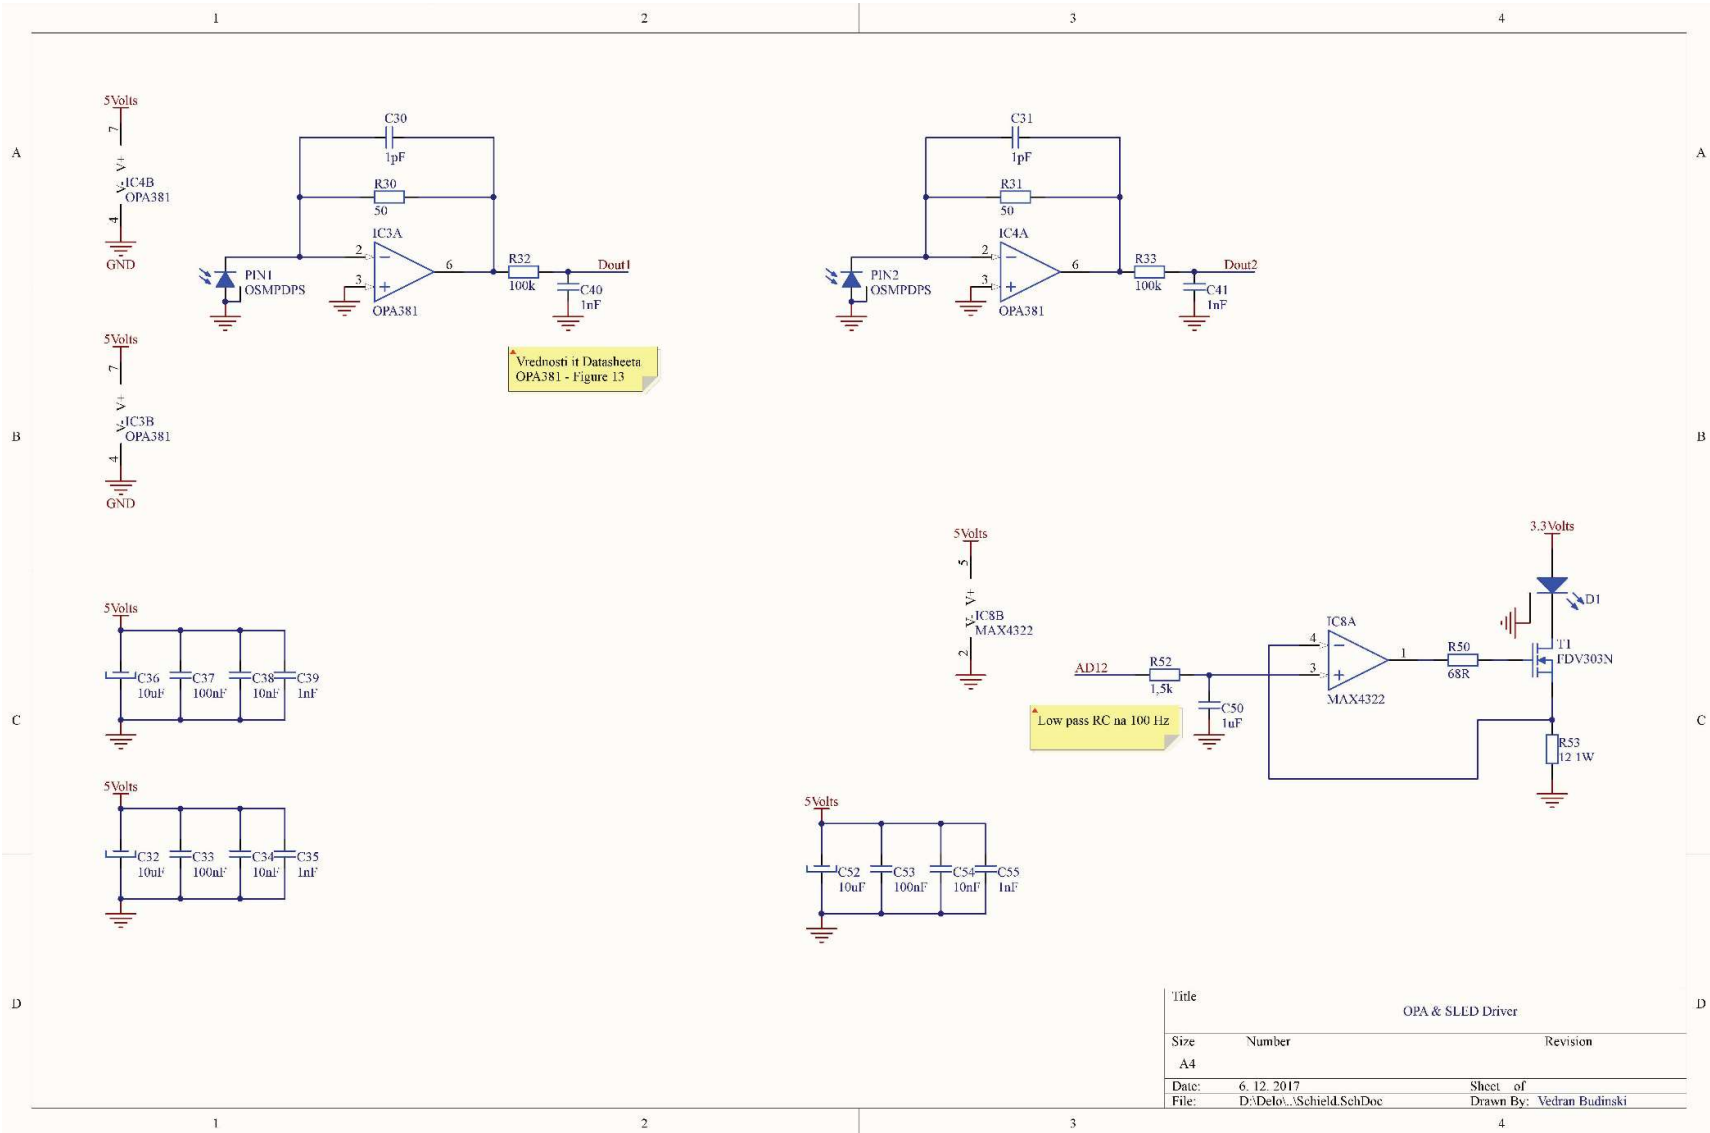 1 2 3 4
A A
5Volts
7
V+
V-
IC4B
OPA381
4
GND
C30
1pF
R30
50
IC3A
2
3
6
OPA381
PIN1
OSMPDPS
R32
100k
Dout1
C40
1nF
C31
1pF
R31
50
IC4A
2
3
6
OPA381
PIN2
OSMPDPS
R33
100k
Dout2
C41
1nF
Vrednosti it Datasheeta
OPA381 - Figure 13
5Volts
7
V+
V-
IC3B
OPA381
4
GND
B B
5Volts
5
V+
V-
IC8B
MAX4322
2
3.3Volts
D1
T1
FDV303N
IC8A
4
3
1
MAX4322
R50
68R
AD12
R52
1,5k
C50
1uF
Low pass RC na 100 Hz
R53
12 1W
5Volts
C36 C37 C38 C39
10uF 100nF 10nF 1nF
C C
5Volts
C32 C33 C34 C35
10uF 100nF 10nF 1nF
5Volts
C52 C53 C54 C55
10uF 100nF 10nF 1nF
D D
Title
OPA & SLED Driver
Size Number Revision
A4
Date: 6. 12. 2017 Sheet of
File: D:\Delo\..\Schield.SchDoc Drawn By: Vedran Budinski
1 2 3 4